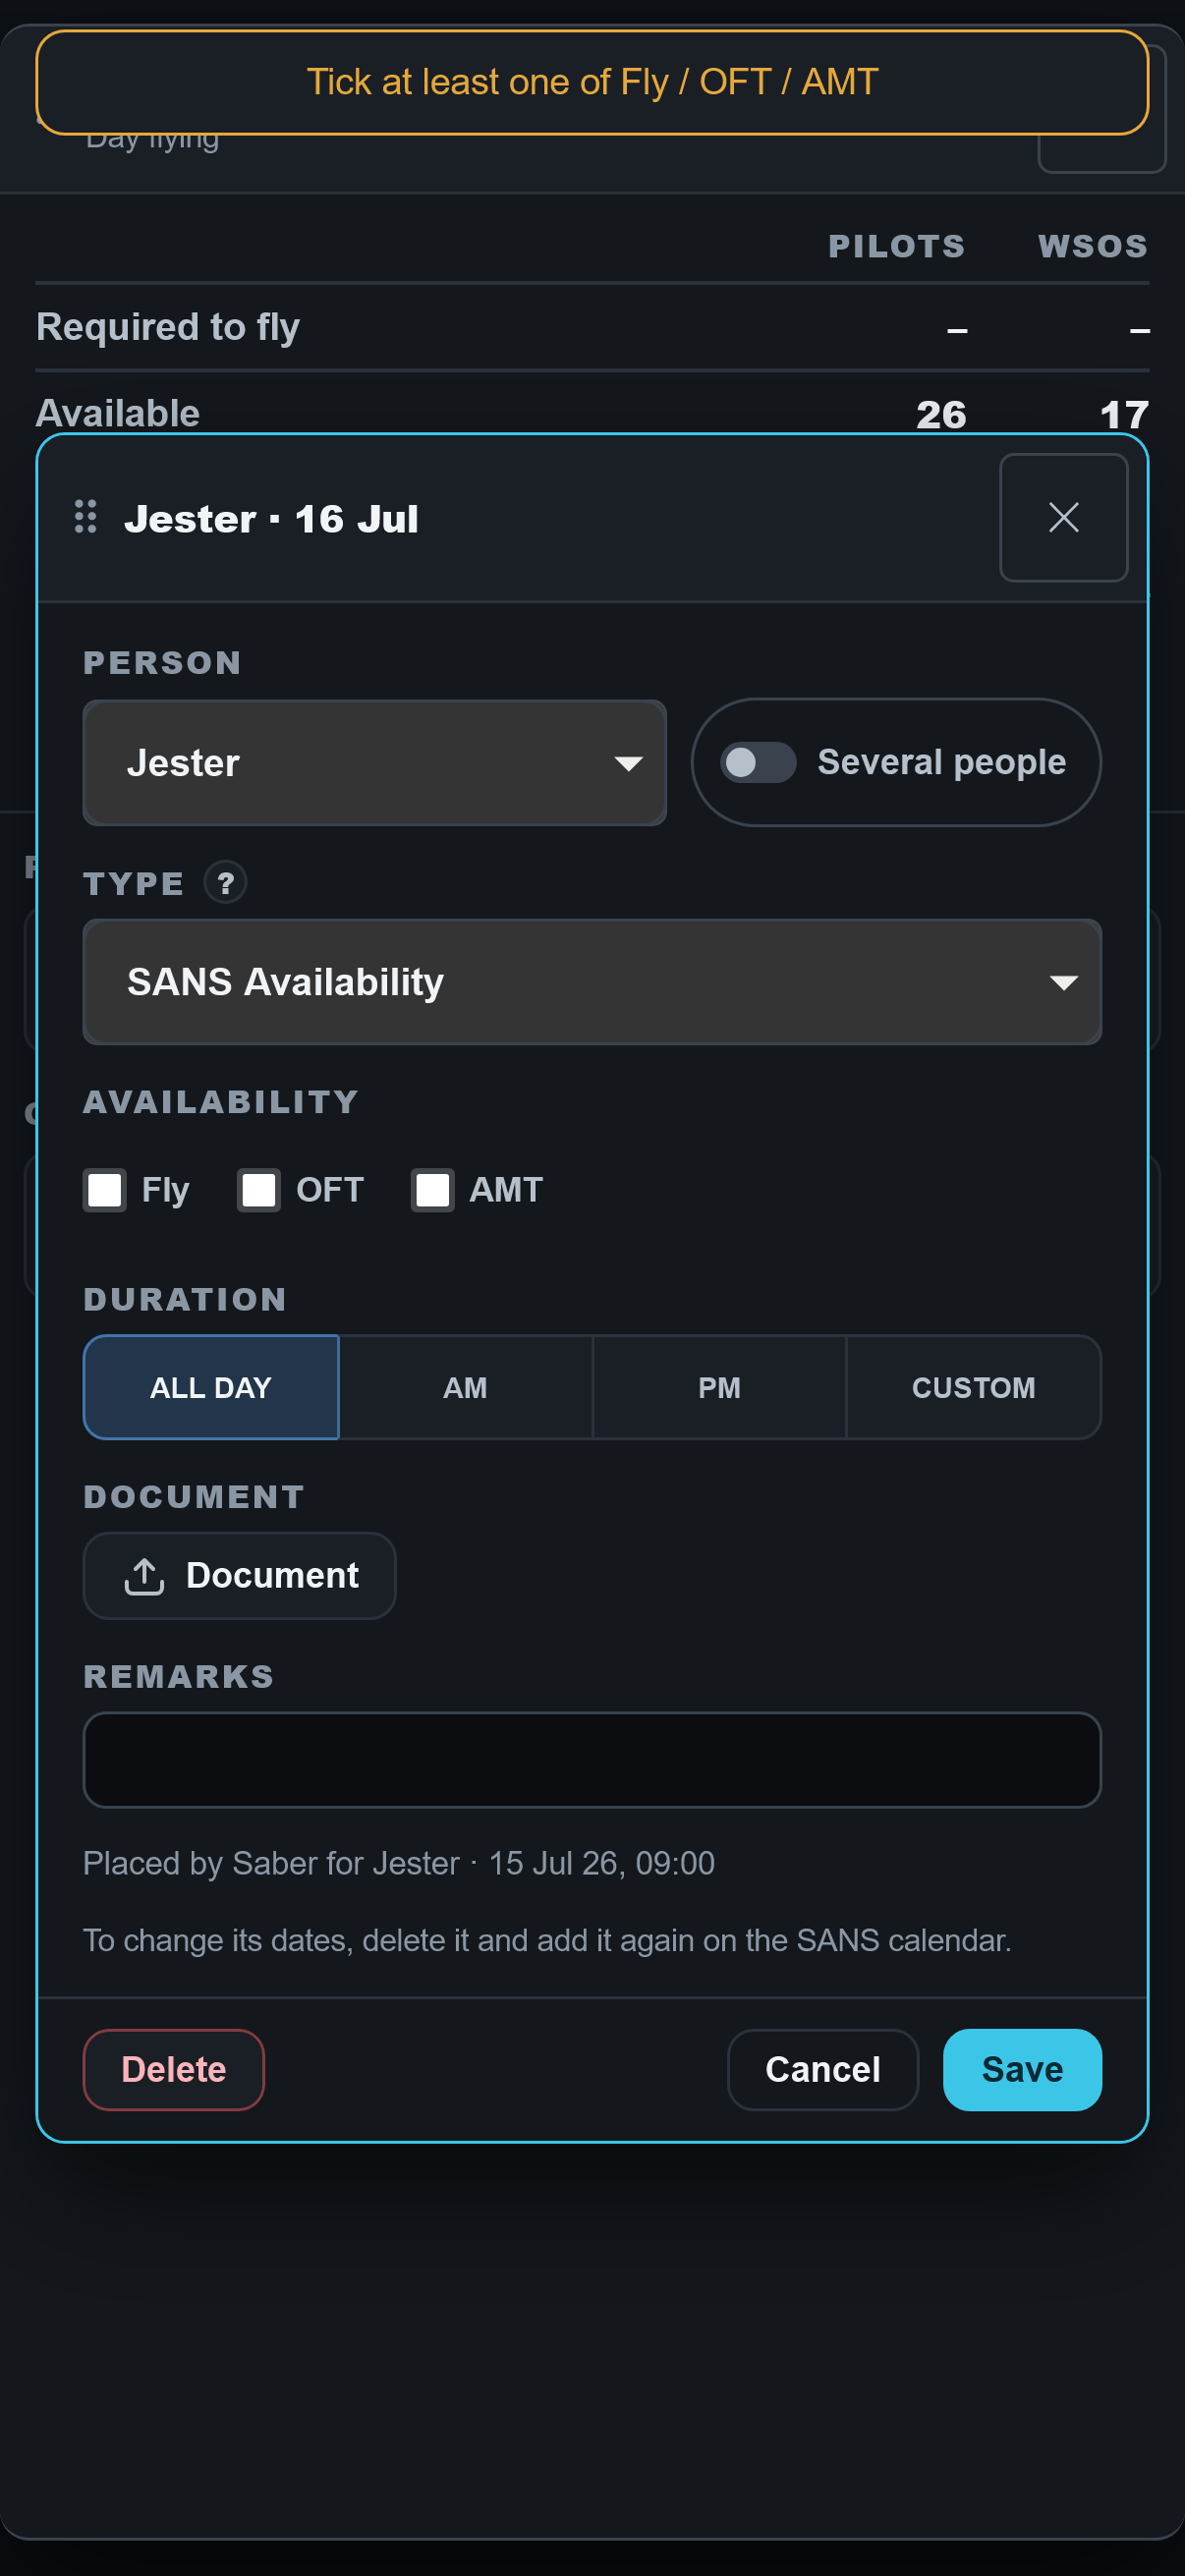 Tick at least one of Fly / OFT / AMT
Day flying
PILOTS WSOS
Required to fly – –
Available 26 17
Jester · 16 Jul
PERSON
Jester Several people
TYPE ?
SANS Availability
AVAILABILITY
Fly OFT AMT
DURATION
ALL DAY AM PM CUSTOM
DOCUMENT
Document
REMARKS
Placed by Saber for Jester · 15 Jul 26, 09:00
To change its dates, delete it and add it again on the SANS calendar.
Delete Cancel Save